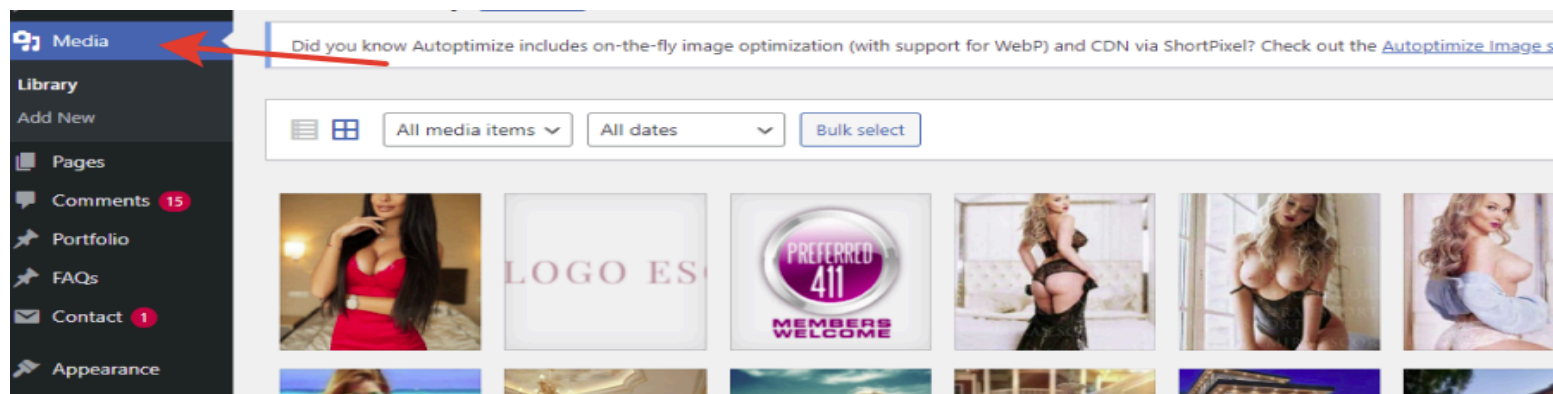 Media
Did you know Autoptimize includes on-the-fly image optimization (with support for WebP) and CDN via ShortPixel? Check out the Autoptimize Image s
Library
Add New
All media items
All dates
Bulk select
Pages
Comments 15
Portfolio
FAQs
Contact 1
Appearance
LOGO ES
PREFERRED
411
MEMBERS
WELCOME